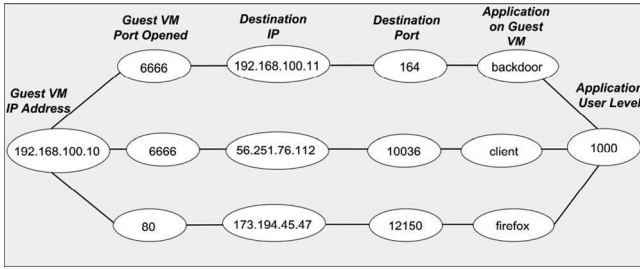 Guest VM
Port Opened
Destination
IP
Destination
Port
Application
on Guest
VM
6666
192.168.100.11
164
backdoor
Guest VM
IP Address
Application
User Level
192.168.100.10
6666
56.251.76.112
10036
client
1000
80
173.194.45.47
12150
firefox